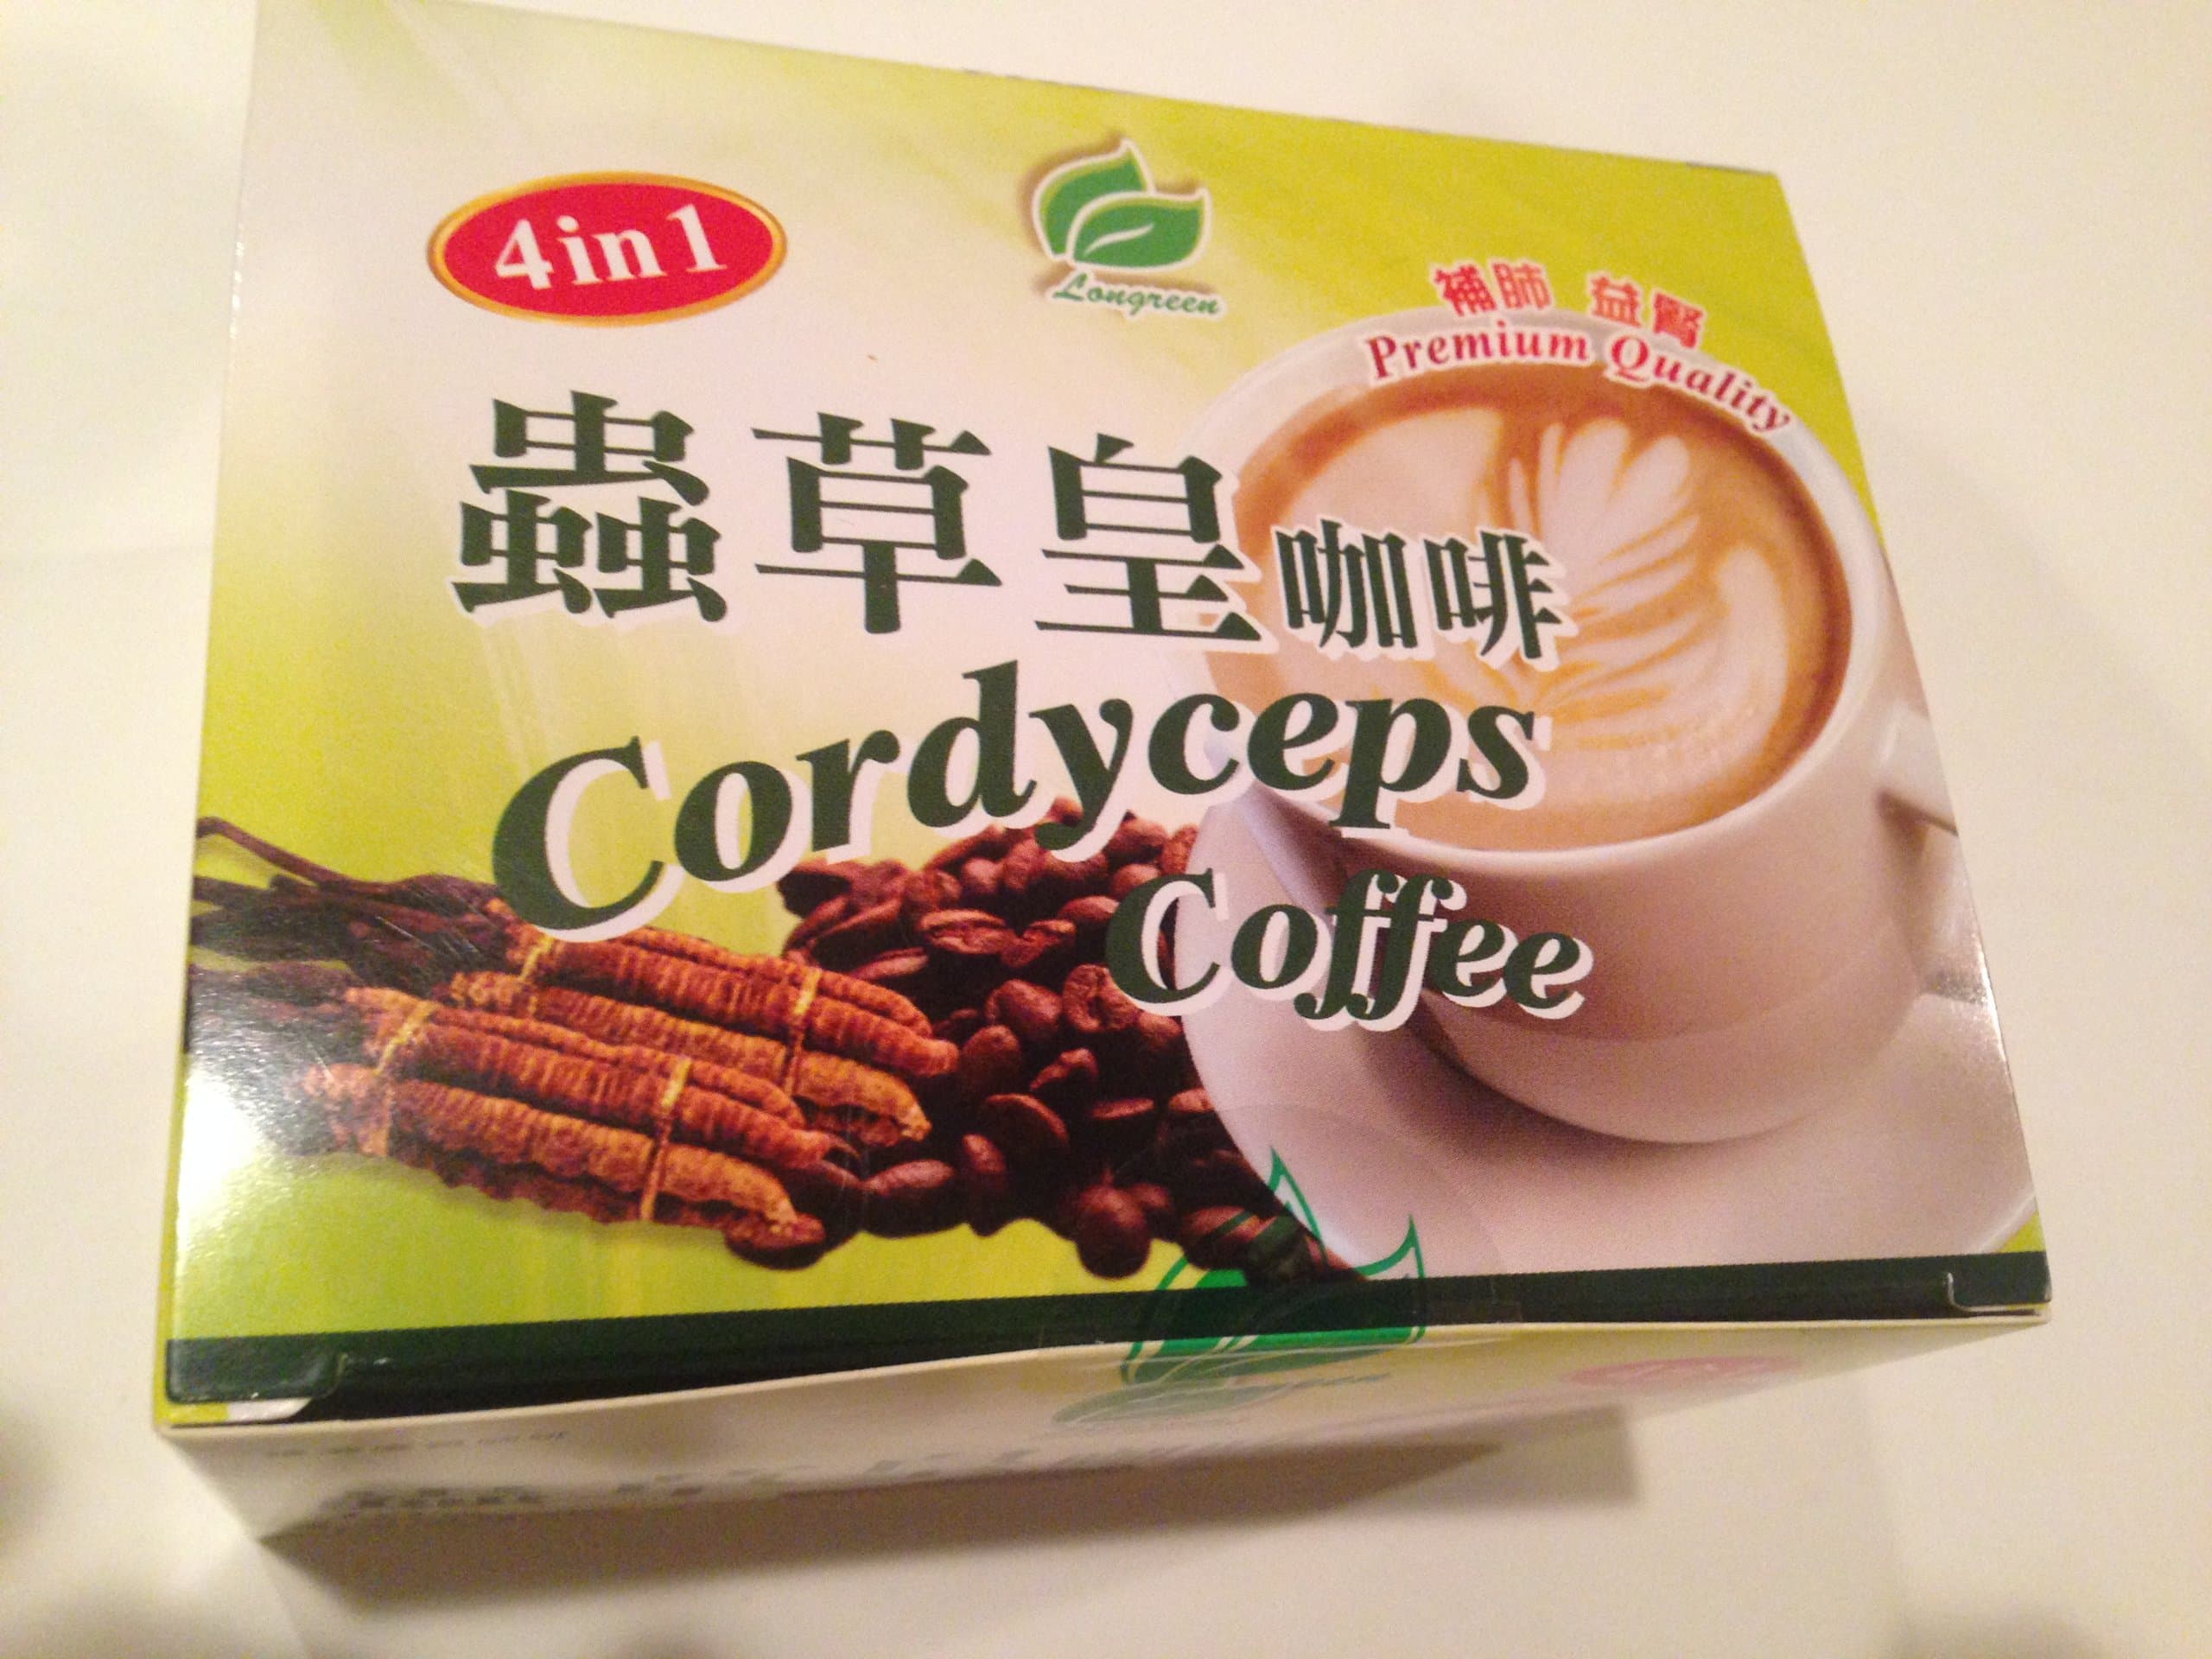 4in1
Longreen
補肺 益腎
Premium Quality
蟲草皇咖啡
Cordyceps
Coffee